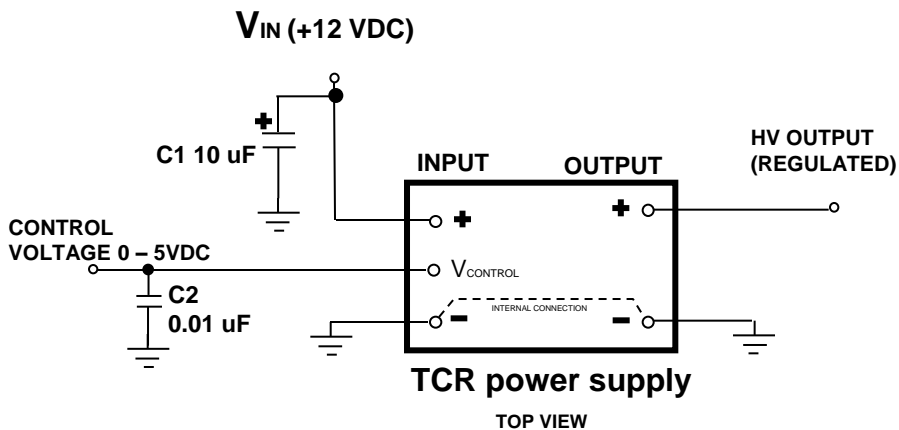 VIN (+12 VDC)
+
C1 10 uF
INPUT
OUTPUT
HV OUTPUT
(REGULATED)
+
+
CONTROL
VOLTAGE 0 – 5VDC
VCONTROL
C2
0.01 uF
INTERNAL CONNECTION
-
-
TCR power supply
TOP VIEW